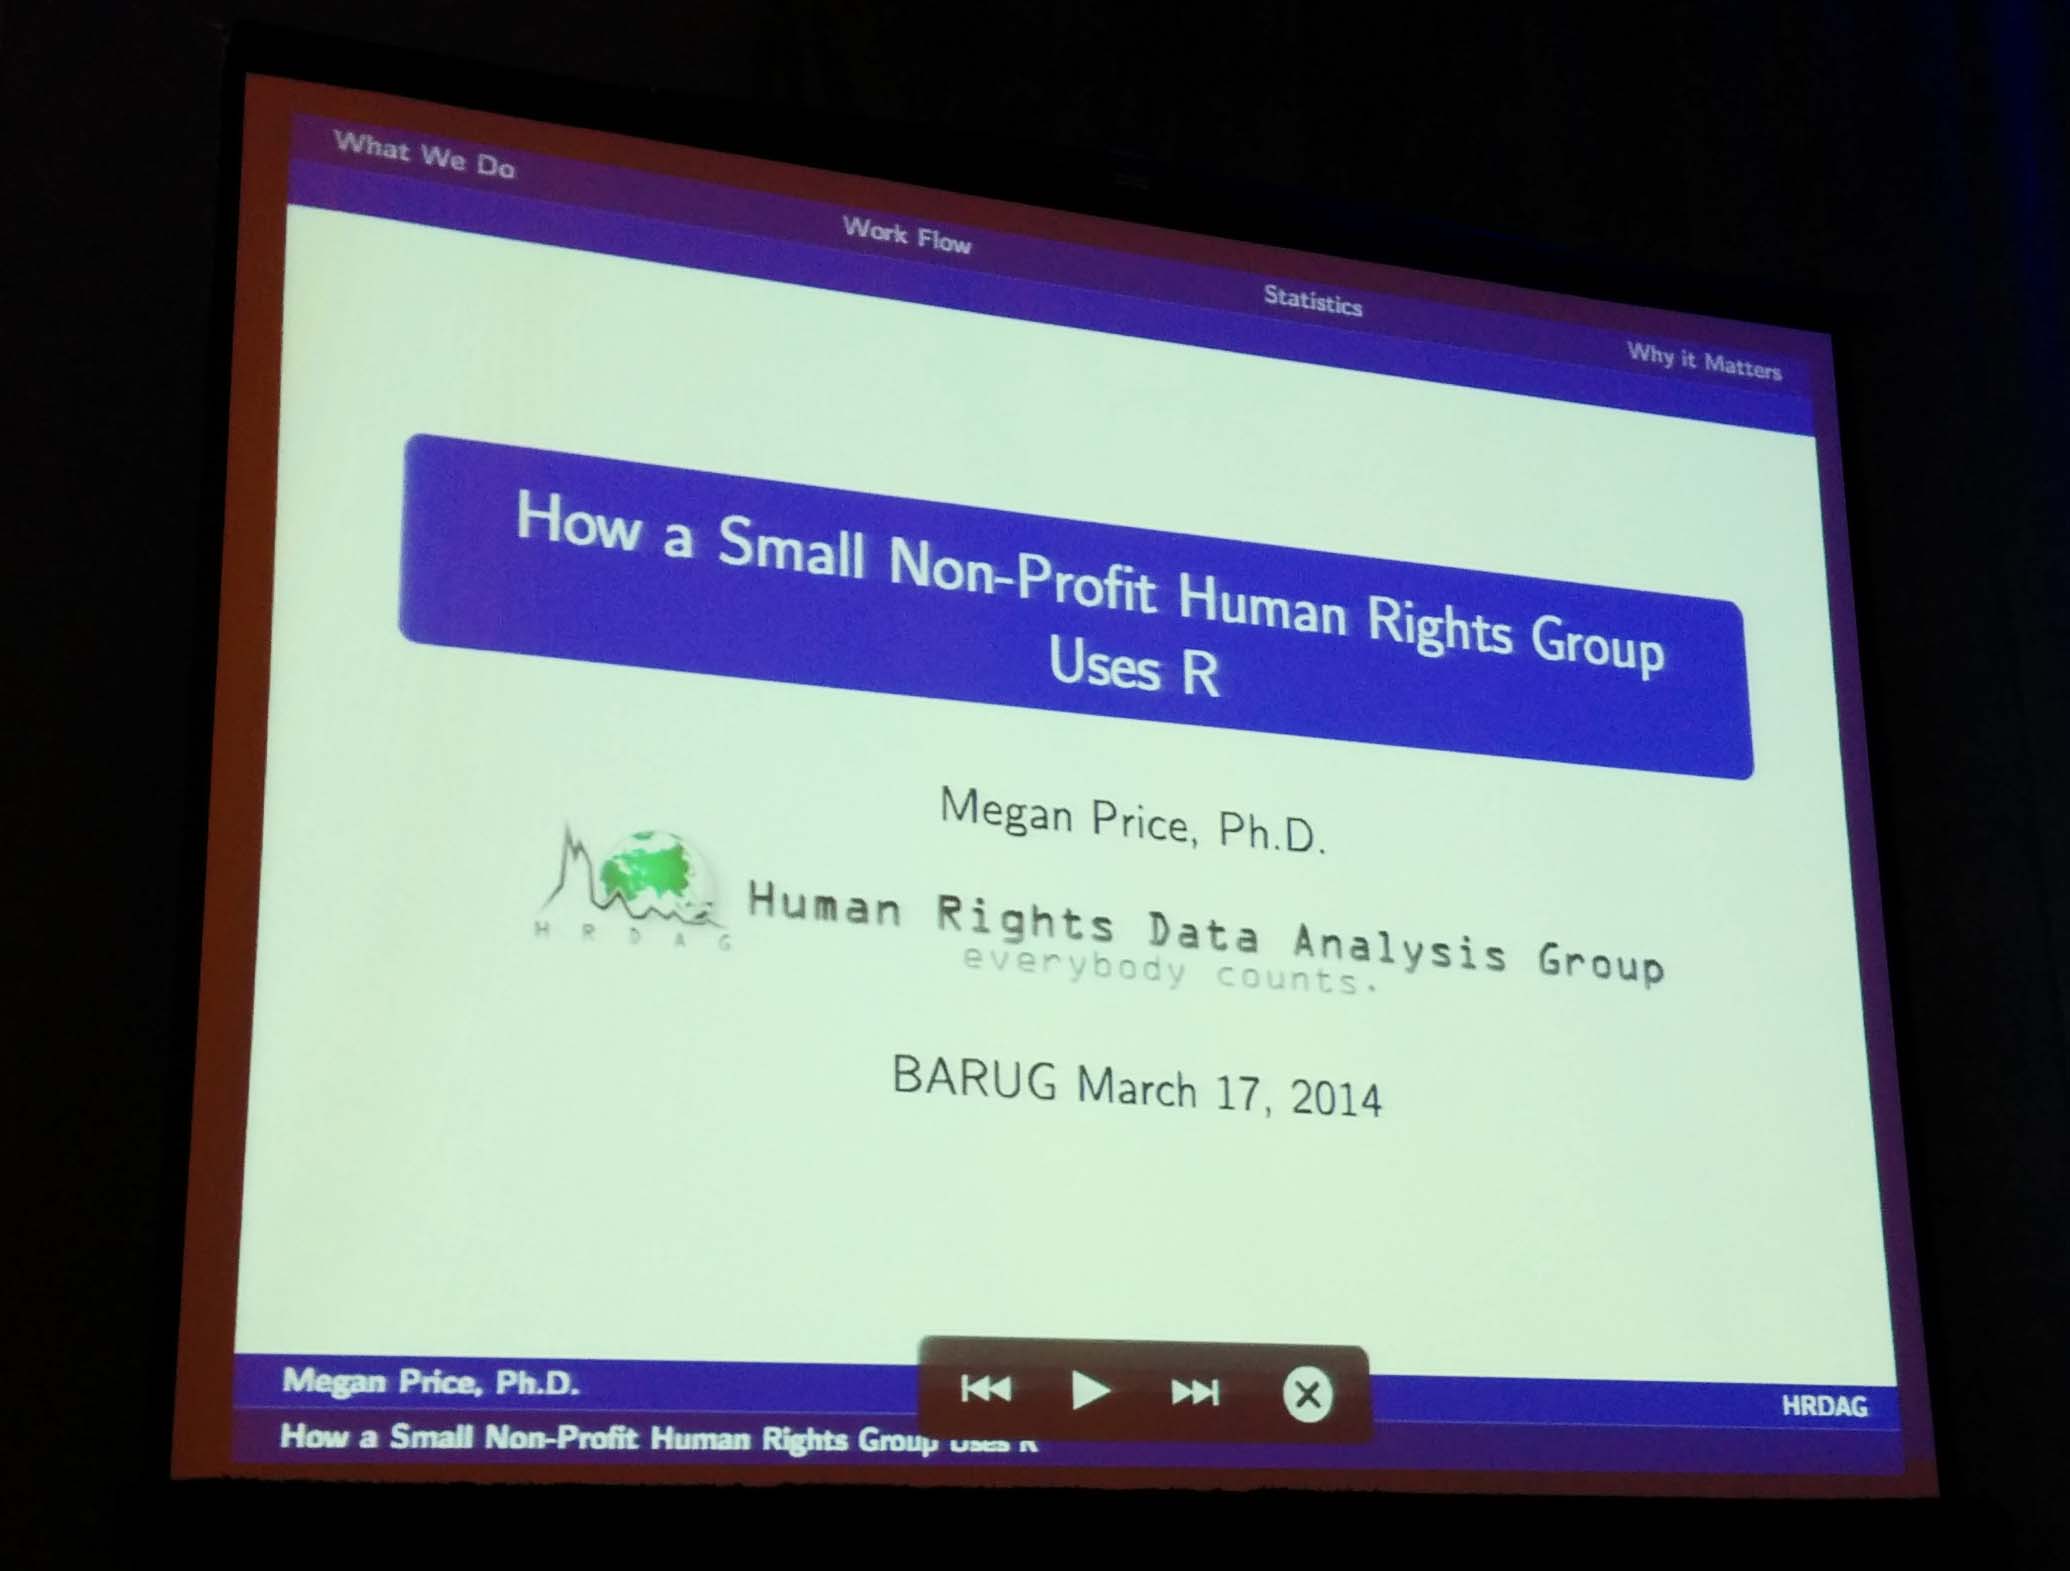 What We Do
Work Flow
Statistics
Why it Matters
How a Small Non-Profit Human Rights Group
Uses R
Megan Price, Ph.D.
H R D A G
Human Rights Data Analysis Group
everybody counts.
BARUG March 17, 2014
Megan Price, Ph.D.
HRDAG
How a Small Non-Profit Human Rights Group Uses R